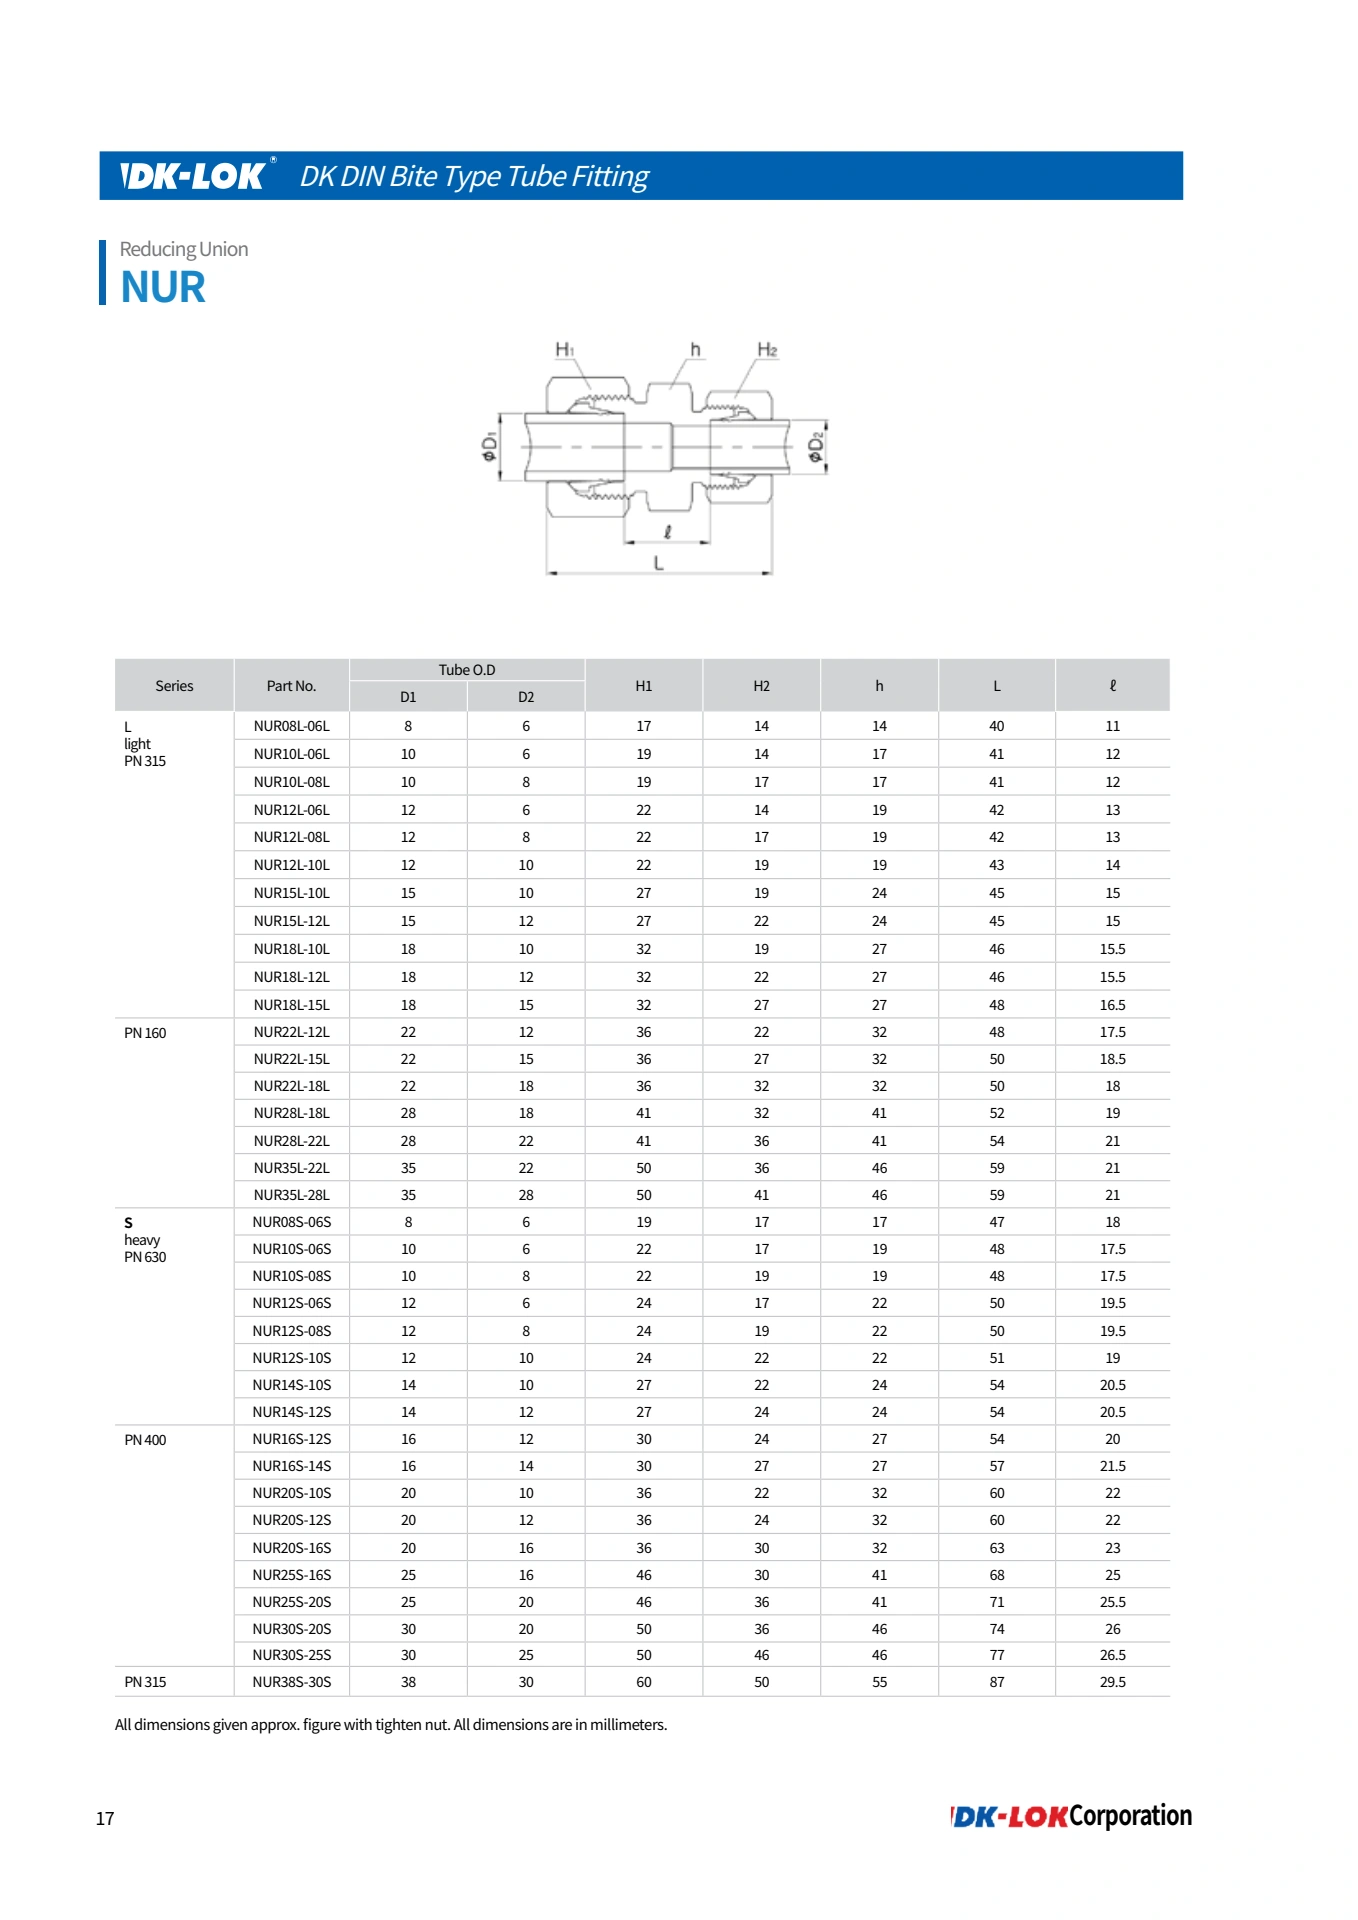 DK-LOK® DK DIN Bite Type Tube Fitting
Reducing Union
NUR
H1 h H2
øD1 øD2
ℓ
L
Series Part No. Tube O.D H1 H2 h L ℓ
D1 D2
L
light
PN 315
NUR08L-06L 8 6 17 14 14 40 11
NUR10L-06L 10 6 19 14 17 41 12
NUR10L-08L 10 8 19 17 17 41 12
NUR12L-06L 12 6 22 14 19 42 13
NUR12L-08L 12 8 22 17 19 42 13
NUR12L-10L 12 10 22 19 19 43 14
NUR15L-10L 15 10 27 19 24 45 15
NUR15L-12L 15 12 27 22 24 45 15
NUR18L-10L 18 10 32 19 27 46 15.5
NUR18L-12L 18 12 32 22 27 46 15.5
NUR18L-15L 18 15 32 27 27 48 16.5
PN 160 NUR22L-12L 22 12 36 22 32 48 17.5
NUR22L-15L 22 15 36 27 32 50 18.5
NUR22L-18L 22 18 36 32 32 50 18
NUR28L-18L 28 18 41 32 41 52 19
NUR28L-22L 28 22 41 36 41 54 21
NUR35L-22L 35 22 50 36 46 59 21
NUR35L-28L 35 28 50 41 46 59 21
S
heavy
PN 630
NUR08S-06S 8 6 19 17 17 47 18
NUR10S-06S 10 6 22 17 19 48 17.5
NUR10S-08S 10 8 22 19 19 48 17.5
NUR12S-06S 12 6 24 17 22 50 19.5
NUR12S-08S 12 8 24 19 22 50 19.5
NUR12S-10S 12 10 24 22 22 51 19
NUR14S-10S 14 10 27 22 24 54 20.5
NUR14S-12S 14 12 27 24 24 54 20.5
PN 400 NUR16S-12S 16 12 30 24 27 54 20
NUR16S-14S 16 14 30 27 27 57 21.5
NUR20S-10S 20 10 36 22 32 60 22
NUR20S-12S 20 12 36 24 32 60 22
NUR20S-16S 20 16 36 30 32 63 23
NUR25S-16S 25 16 46 30 41 68 25
NUR25S-20S 25 20 46 36 41 71 25.5
NUR30S-20S 30 20 50 36 46 74 26
NUR30S-25S 30 25 50 46 46 77 26.5
PN 315 NUR38S-30S 38 30 60 50 55 87 29.5
All dimensions given approx. figure with tighten nut. All dimensions are in millimeters.
17
DK-LOK Corporation